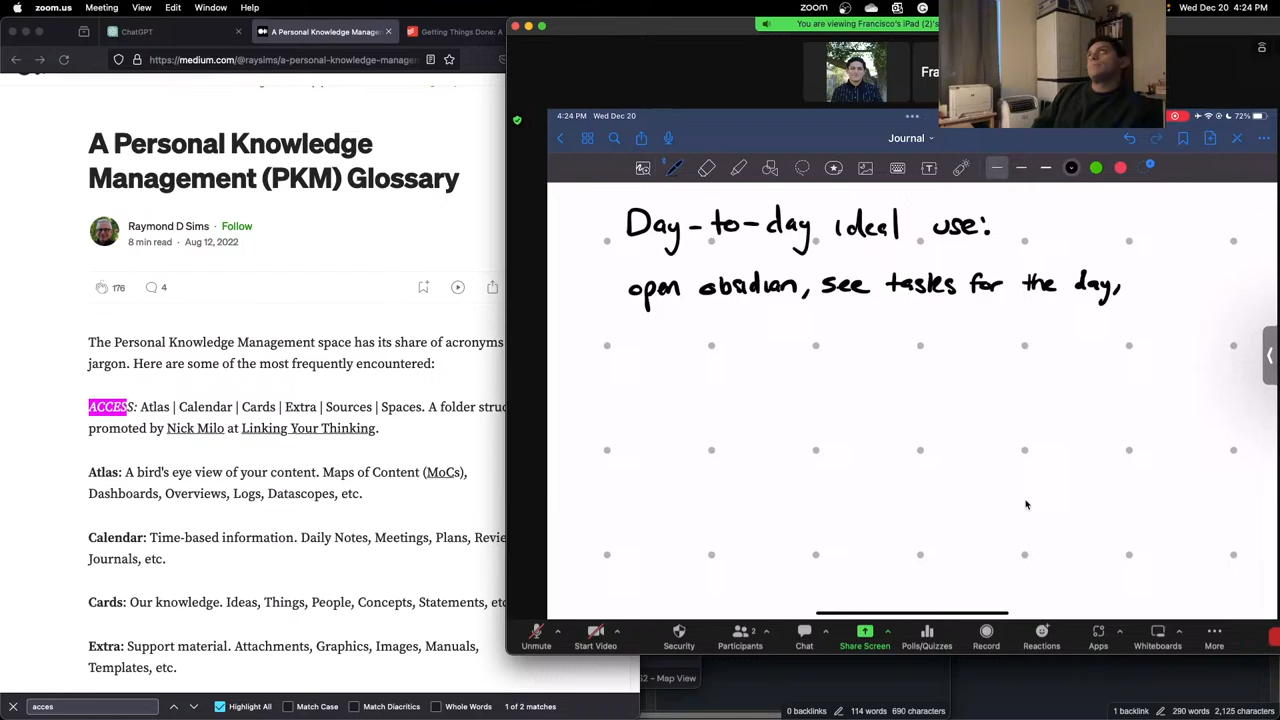 zoom.us Meeting View Edit Window Help
zoom Wed Dec 20 4:24 PM
ChatGPT
A Personal Knowledge Manage
Getting Things Done: A
You are viewing Francisco's iPad (2)'s
https://medium.com/@raysims/a-personal-knowledge-manage
Fra
4:24 PM Wed Dec 20
72%
Journal
A Personal Knowledge
Management (PKM) Glossary
Raymond D Sims Follow
8 min read · Aug 12, 2022
176 4
The Personal Knowledge Management space has its share of acronyms
jargon. Here are some of the most frequently encountered:
ACCESS: Atlas | Calendar | Cards | Extra | Sources | Spaces. A folder stru
promoted by Nick Milo at Linking Your Thinking.
Atlas: A bird's eye view of your content. Maps of Content (MoCs),
Dashboards, Overviews, Logs, Datascopes, etc.
Calendar: Time-based information. Daily Notes, Meetings, Plans, Revie
Journals, etc.
Cards: Our knowledge. Ideas, Things, People, Concepts, Statements, etc
Extra: Support material. Attachments, Graphics, Images, Manuals,
Templates, etc.
Day-to-day ideal use:
open obsidian, see tasks for the day,
Unmute Start Video Security Participants 2 Chat Share Screen Polls/Quizzes Record Reactions Apps Whiteboards More
52 – Map View
acces Highlight All Match Case Match Diacritics Whole Words 1 of 2 matches
0 backlinks 114 words 690 characters
1 backlink 290 words 2,125 characters